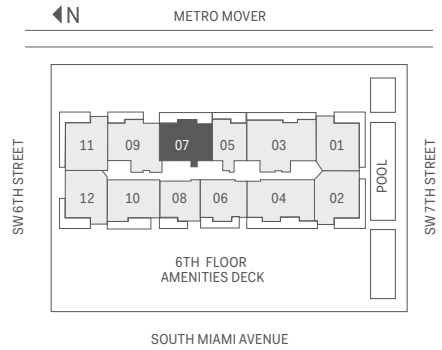 N
METRO MOVER
SW 6TH STREET
11
09
07
05
03
01
12
10
08
06
04
02
POOL
SW 7TH STREET
6TH FLOOR
AMENITIES DECK
SOUTH MIAMI AVENUE